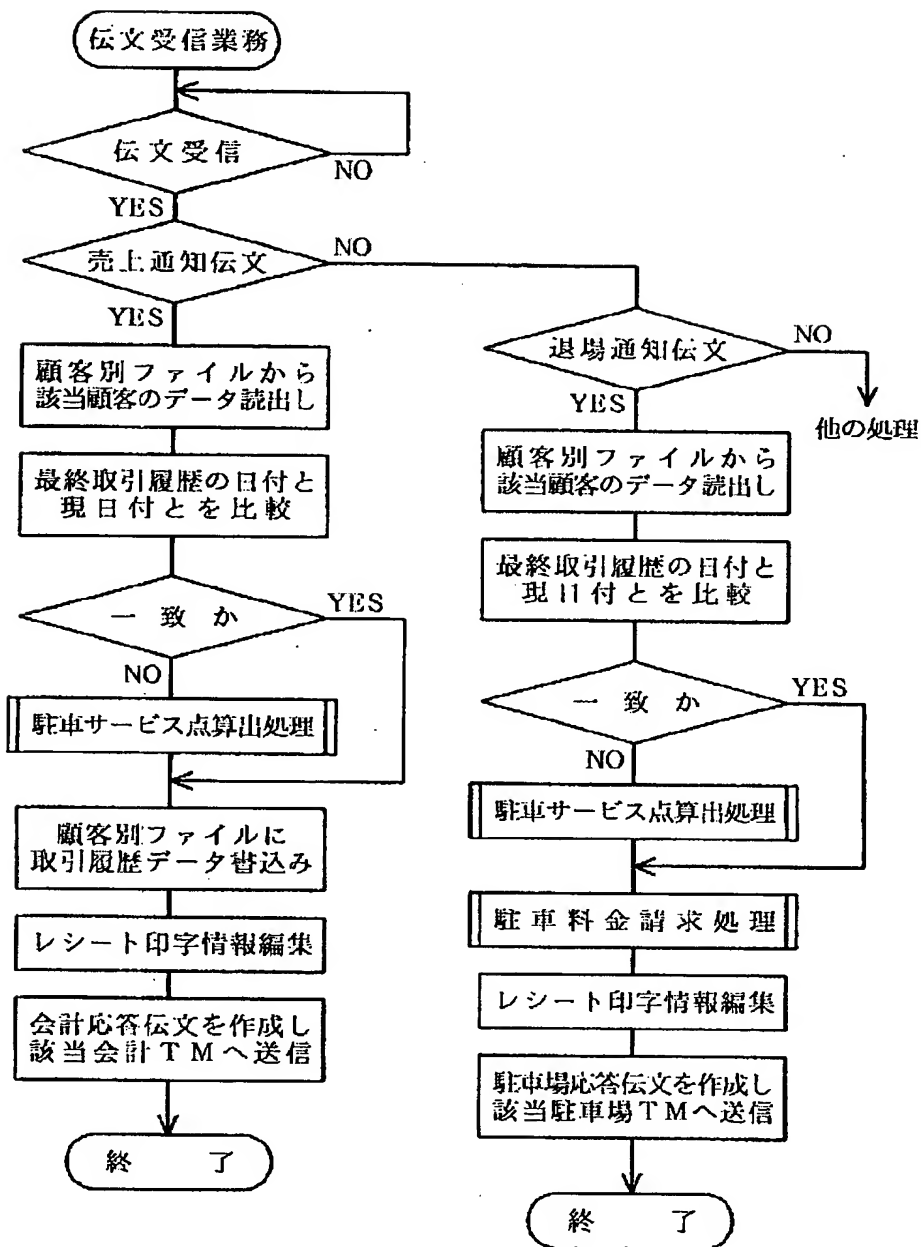 伝文受信業務
伝文受信
NO
YES
売上通知伝文
NO
YES
顧客別ファイルから
該当顧客のデータ読出し
最終取引履歴の日付と
現日付とを比較
一致か
YES
NO
駐車サービス点算出処理
顧客別ファイルに
取引履歴データ書込み
レシート印字情報編集
会計応答伝文を作成し
該当会計TMへ送信
終了
退場通知伝文
NO
YES
他の処理
顧客別ファイルから
該当顧客のデータ読出し
最終取引履歴の日付と
現日付とを比較
一致か
YES
NO
駐車サービス点算出処理
駐車料金請求処理
レシート印字情報編集
駐車場応答伝文を作成し
該当駐車場TMへ送信
終了